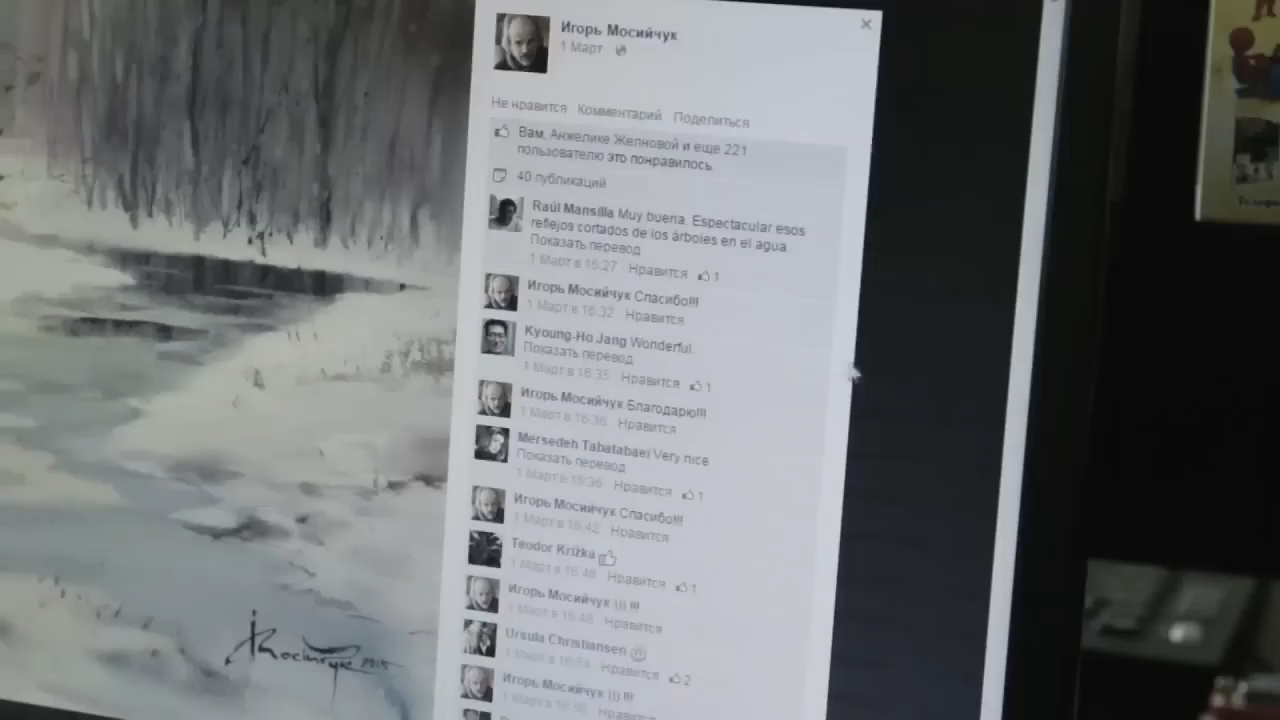 Игорь Мосийчук
1 Март
Не нравится Комментарий Поделиться
Вам, Анжелике Желновой и еще 221
пользователю это понравилось.
40 публикаций
Raúl Mansilla Muy buena. Espectacular esos
reflejos cortados de los árboles en el agua
Показать перевод
1 Март в 16:27 Нравится 1
Игорь Мосийчук Спасибо!!!
1 Март в 16:32 Нравится
Kyoung-Ho Jang Wonderful.
Показать перевод
1 Март в 16:35 Нравится 1
Игорь Мосийчук Благодарю!!!
1 Март в 16:36 Нравится
Mersedeh Tabatabaei Very nice
Показать перевод
1 Март в 16:36 Нравится 1
Игорь Мосийчук Спасибо!!!
1 Март в 16:42 Нравится
Teodor Križka
1 Март в 16:46 Нравится 1
Игорь Мосийчук ))) !!!
1 Март в 16:48 Нравится
Ursula Christiansen
1 Март в 16:54 Нравится 2
Игорь Мосийчук ))) !!!
1 Март в Нравится
2015